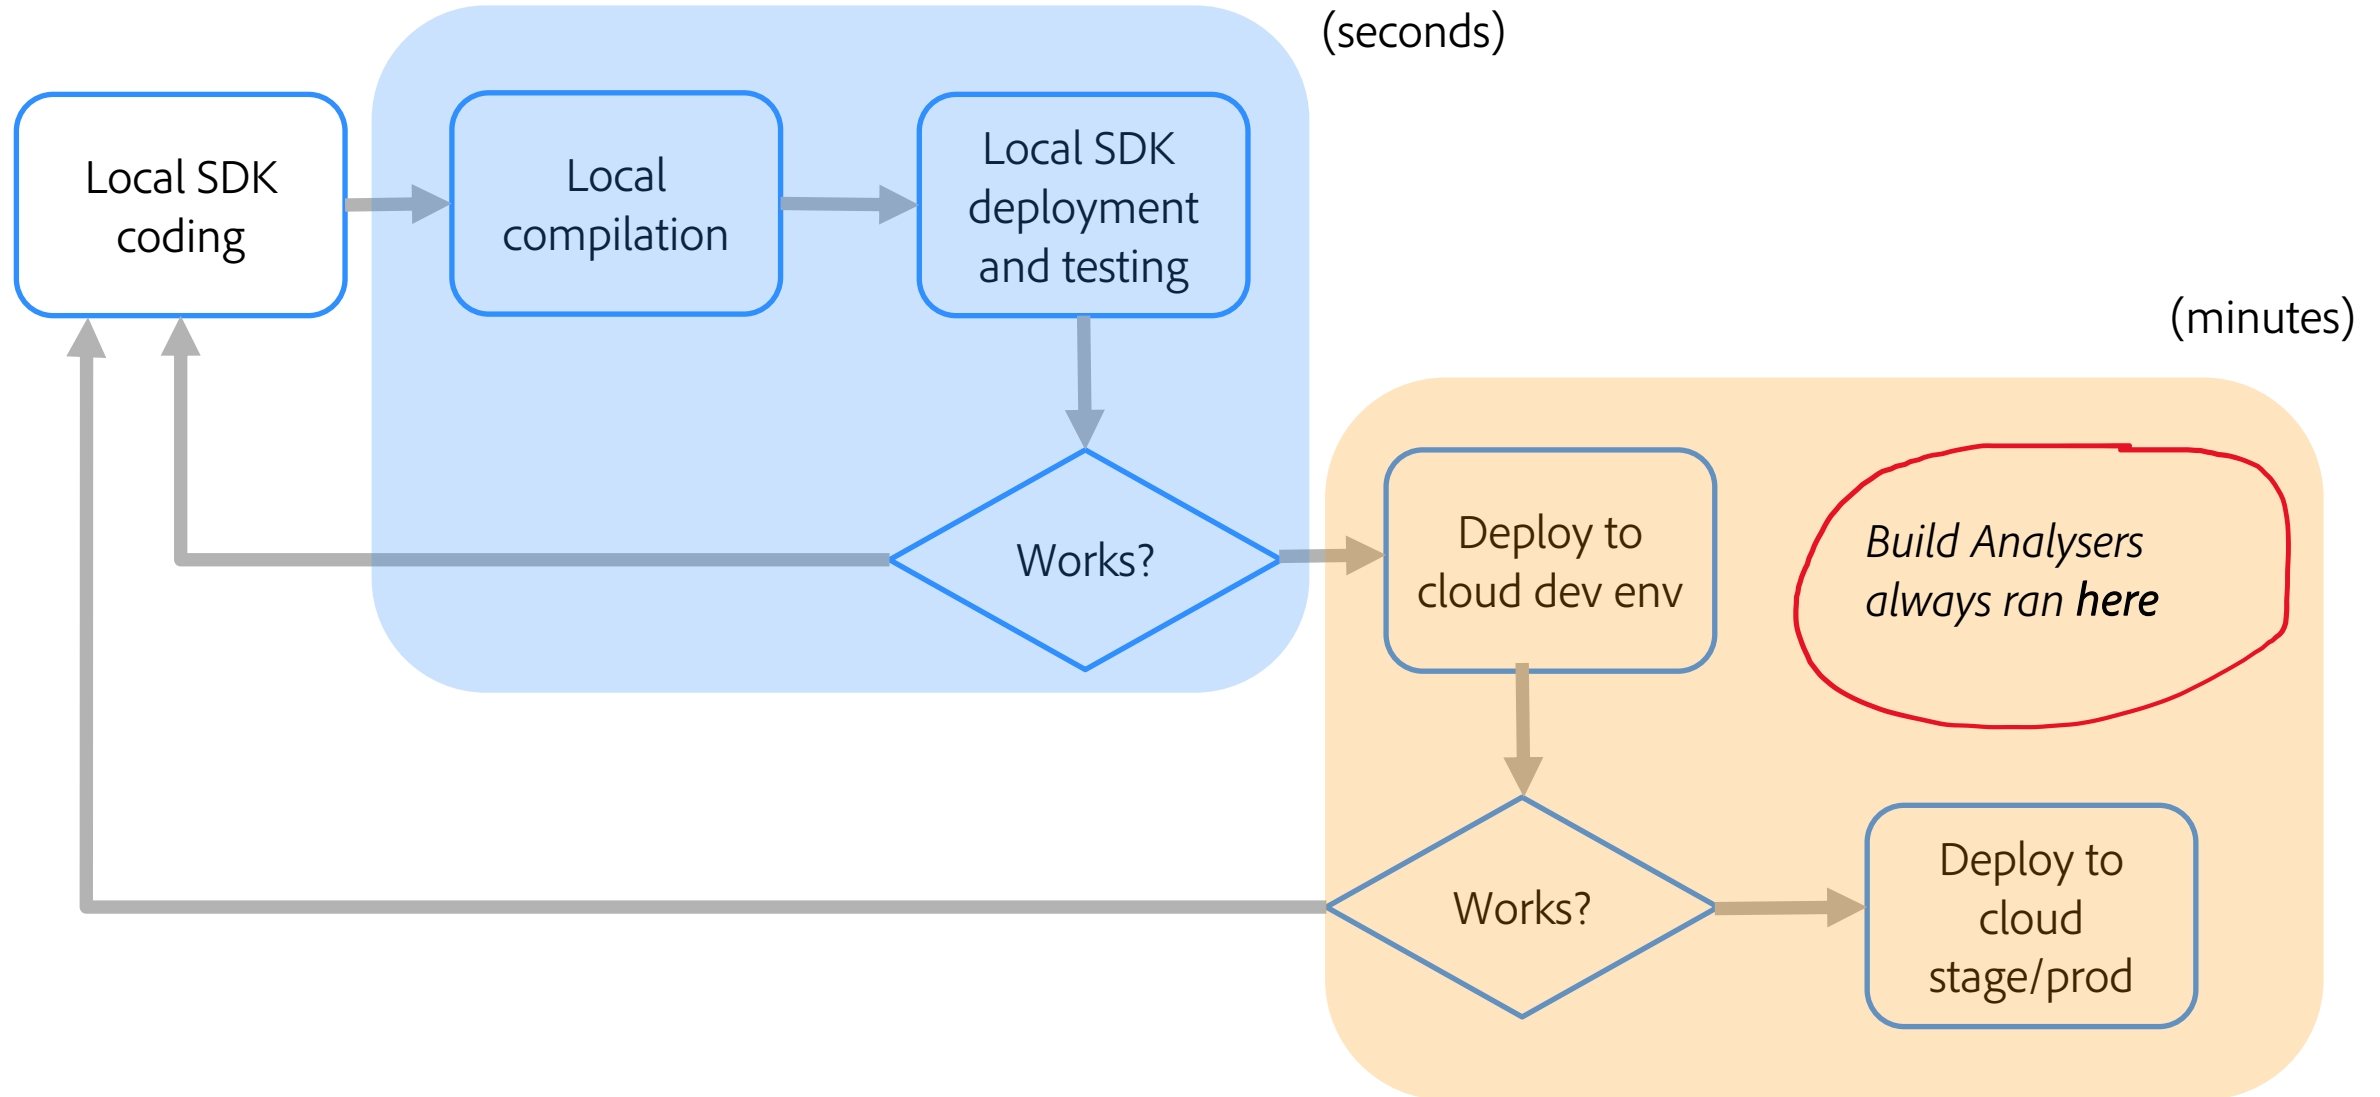 (seconds)
Local SDK
coding
Local
compilation
Local SDK
deployment
and testing
(minutes)
Works?
Deploy to
cloud dev env
Build Analysers
always ran here
Works?
Deploy to
cloud
stage/prod